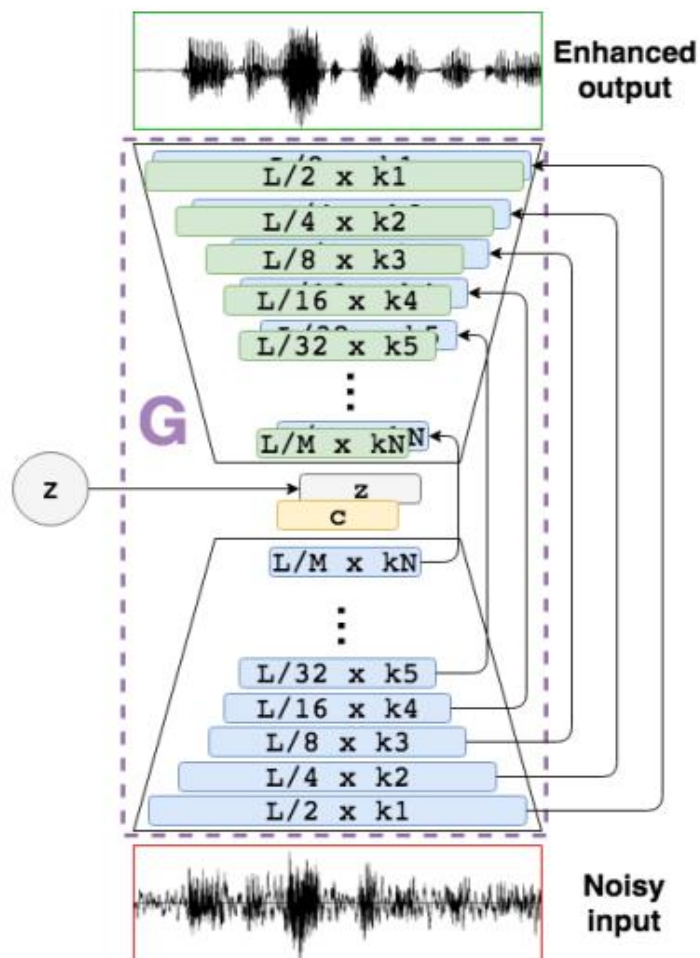 Enhanced
output
L/2 x k1
L/4 x k2
L/8 x k3
L/16 x k4
L/32 x k5
L/M x kN
N
G
z
z
c
L/M x kN
L/32 x k5
L/16 x k4
L/8 x k3
L/4 x k2
L/2 x k1
Noisy
input